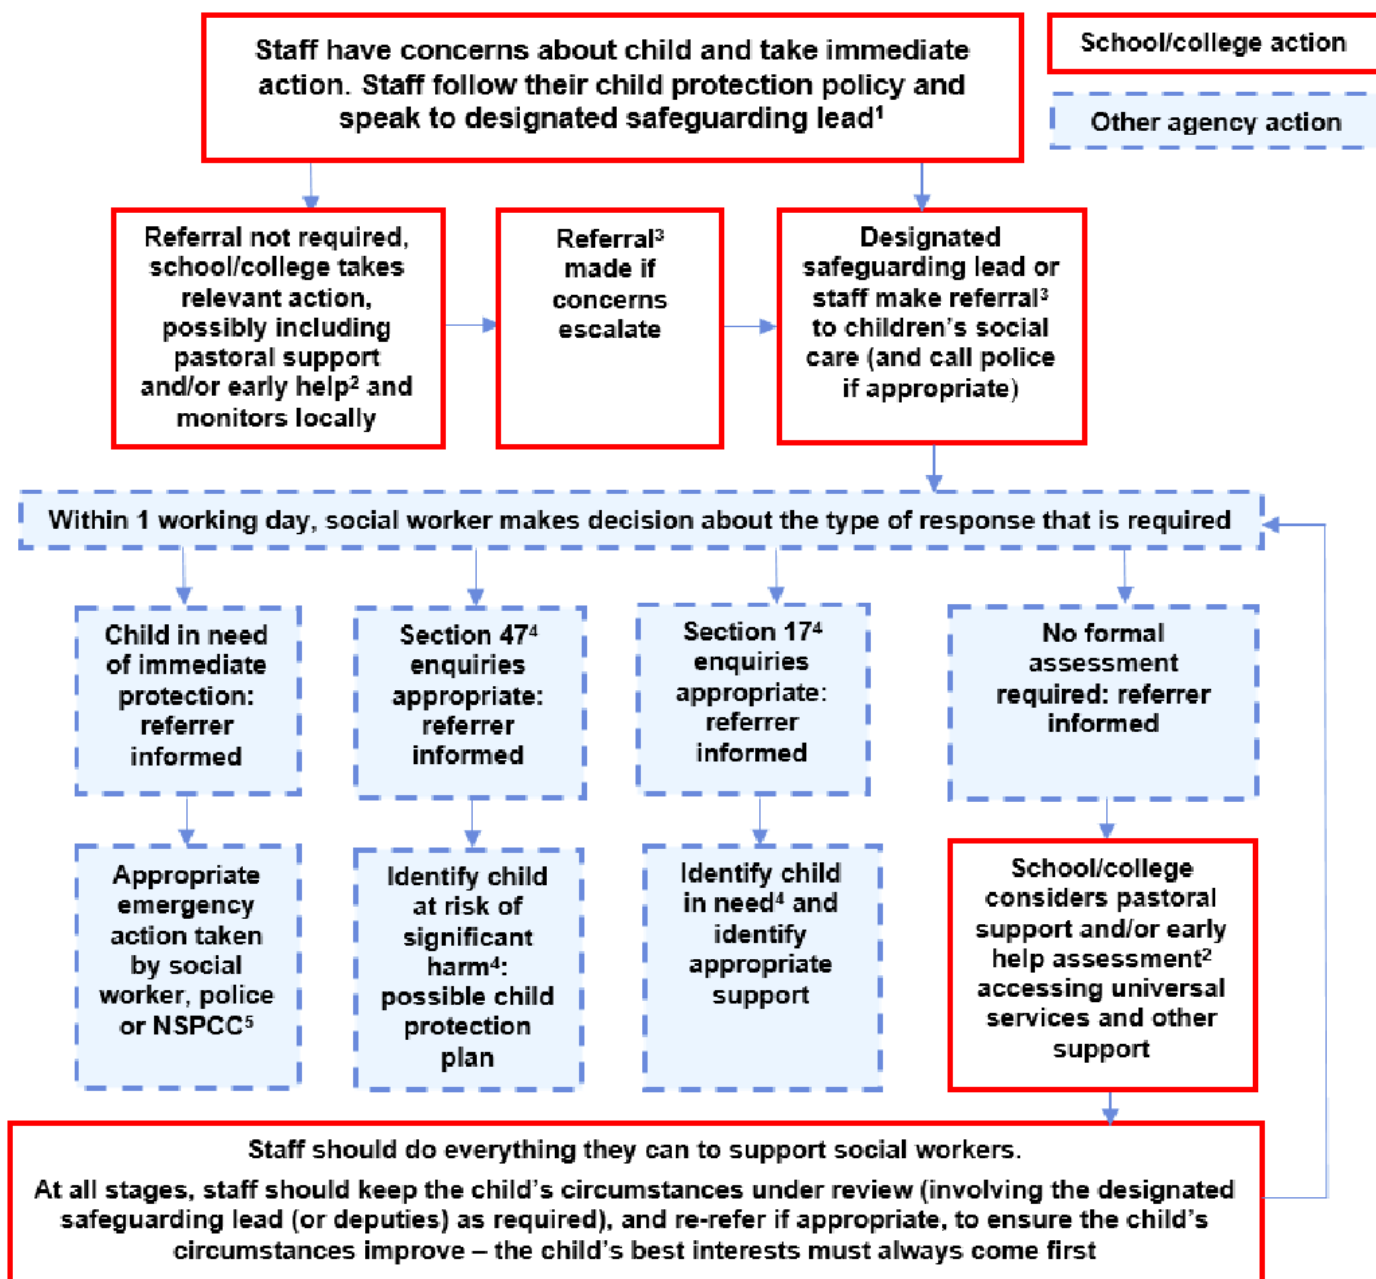 Staff have concerns about child and take immediate
action. Staff follow their child protection policy and
speak to designated safeguarding lead¹
School/college action
Other agency action
Referral not required,
school/college takes
relevant action,
possibly including
pastoral support
and/or early help² and
monitors locally
Referral³
made if
concerns
escalate
Designated
safeguarding lead or
staff make referral³
to children's social
care (and call police
if appropriate)
Within 1 working day, social worker makes decision about the type of response that is required
Child in need
of immediate
protection:
referrer
informed
Section 47⁴
enquiries
appropriate:
referrer
informed
Section 17⁴
enquiries
appropriate:
referrer
informed
No formal
assessment
required: referrer
informed
Appropriate
emergency
action taken
by social
worker, police
or NSPCC⁵
Identify child
at risk of
significant
harm⁴:
possible child
protection
plan
Identify child
in need⁴ and
identify
appropriate
support
School/college
considers pastoral
support and/or early
help assessment²
accessing universal
services and other
support
Staff should do everything they can to support social workers.
At all stages, staff should keep the child's circumstances under review (involving the designated
safeguarding lead (or deputies) as required), and re-refer if appropriate, to ensure the child's
circumstances improve – the child's best interests must always come first